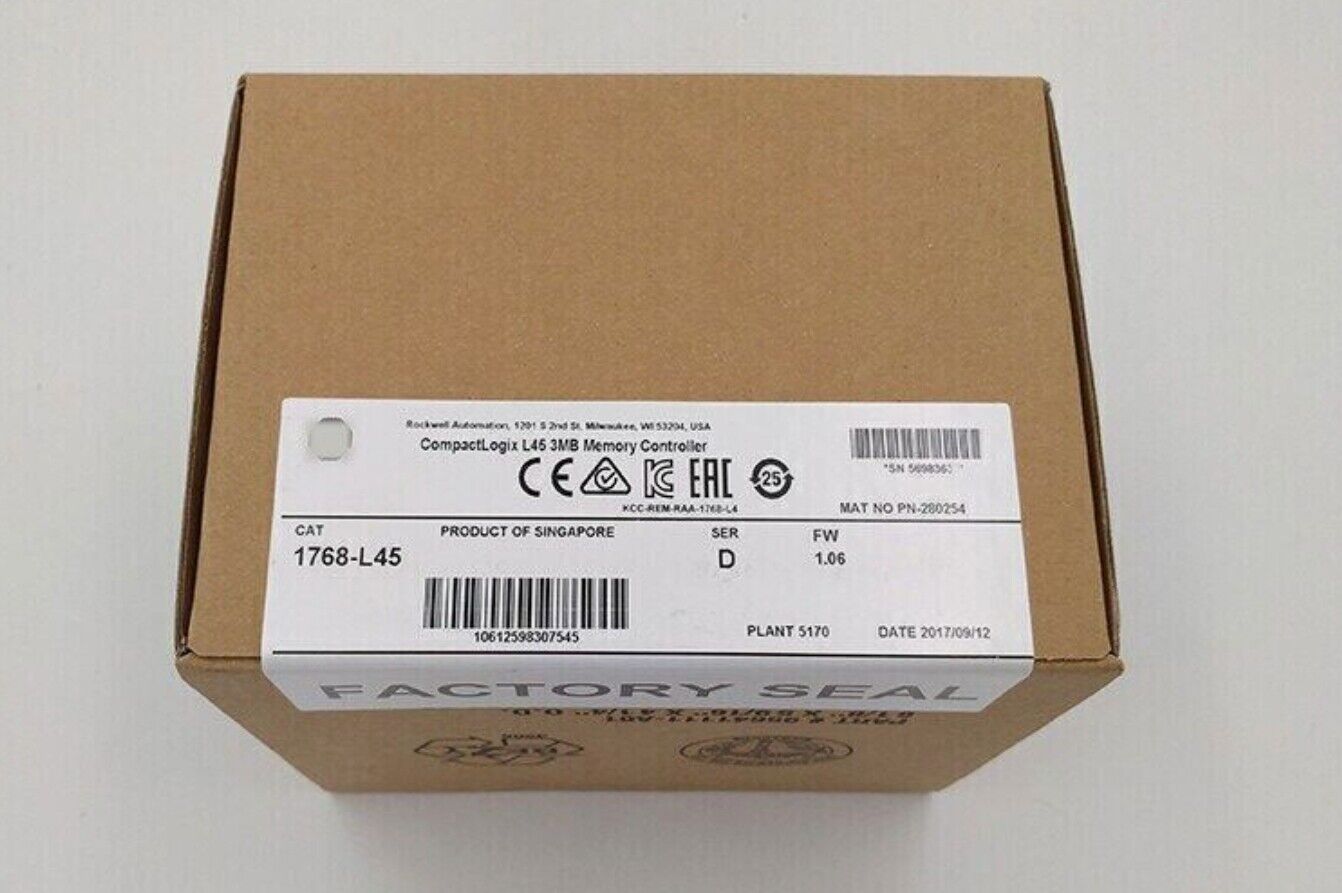 Rockwell Automation, 1201 S 2nd St. Milwaukee, WI 53204, USA
CompactLogix L45 3MB Memory Controller
CE EAC 25
KCC-REM-RAA-1768-L4
MAT NO PN-280254
CAT PRODUCT OF SINGAPORE SER FW
1768-L45 D 1.06
10612598307545
PLANT 5170 DATE 2017/09/12
FACTORY SEAL